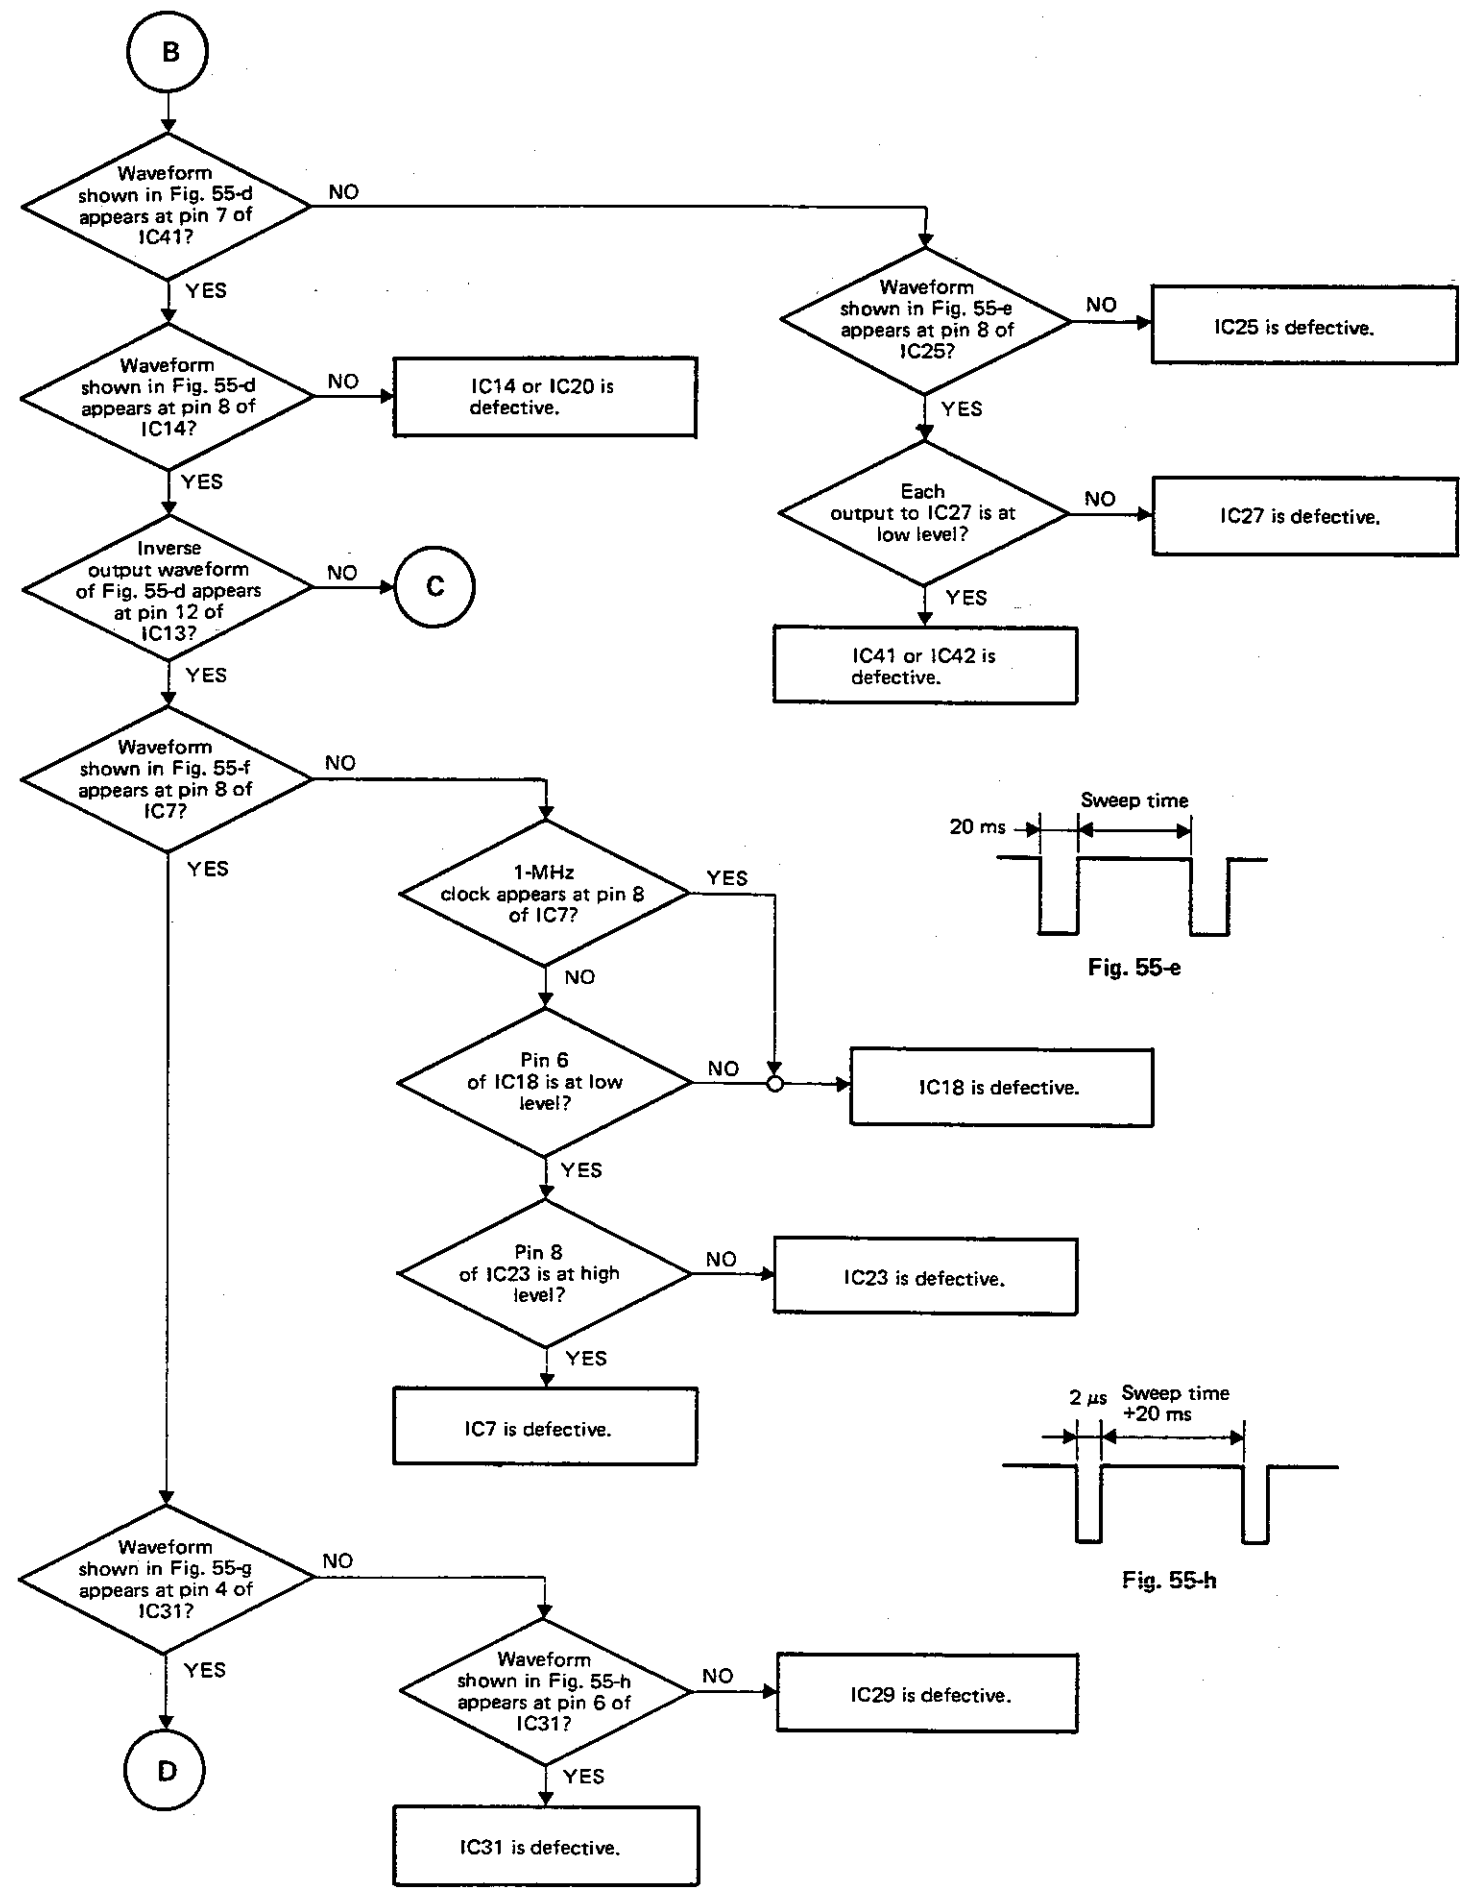 B
Waveform
shown in Fig. 55-d
appears at pin 7 of
IC41?
NO
YES
Waveform
shown in Fig. 55-e
appears at pin 8 of
IC25?
NO
IC25 is defective.
YES
Waveform
shown in Fig. 55-d
appears at pin 8 of
IC14?
NO
IC14 or IC20 is
defective.
YES
Each
output to IC27 is at
low level?
NO
IC27 is defective.
YES
IC41 or IC42 is
defective.
Inverse
output waveform
of Fig. 55-d appears
at pin 12 of
IC13?
NO
C
YES
Waveform
shown in Fig. 55-f
appears at pin 8 of
IC7?
NO
YES
1-MHz
clock appears at pin 8
of IC7?
YES
NO
Sweep time
20 ms
Fig. 55-e
Pin 6
of IC18 is at low
level?
NO
IC18 is defective.
YES
Pin 8
of IC23 is at high
level?
NO
IC23 is defective.
YES
IC7 is defective.
2 μs Sweep time
+20 ms
Fig. 55-h
Waveform
shown in Fig. 55-g
appears at pin 4 of
IC31?
NO
YES
D
Waveform
shown in Fig. 55-h
appears at pin 6 of
IC31?
NO
IC29 is defective.
YES
IC31 is defective.